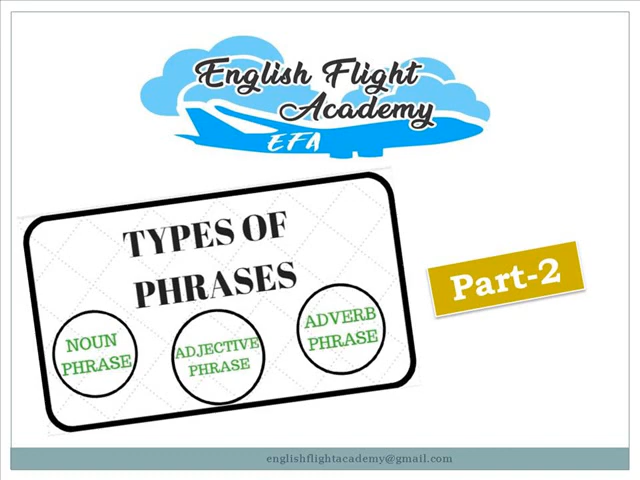 English Flight
Academy
EFA
TYPES OF
PHRASES
NOUN
PHRASE
ADJECTIVE
PHRASE
ADVERB
PHRASE
Part-2
englishflightacademy@gmail.com